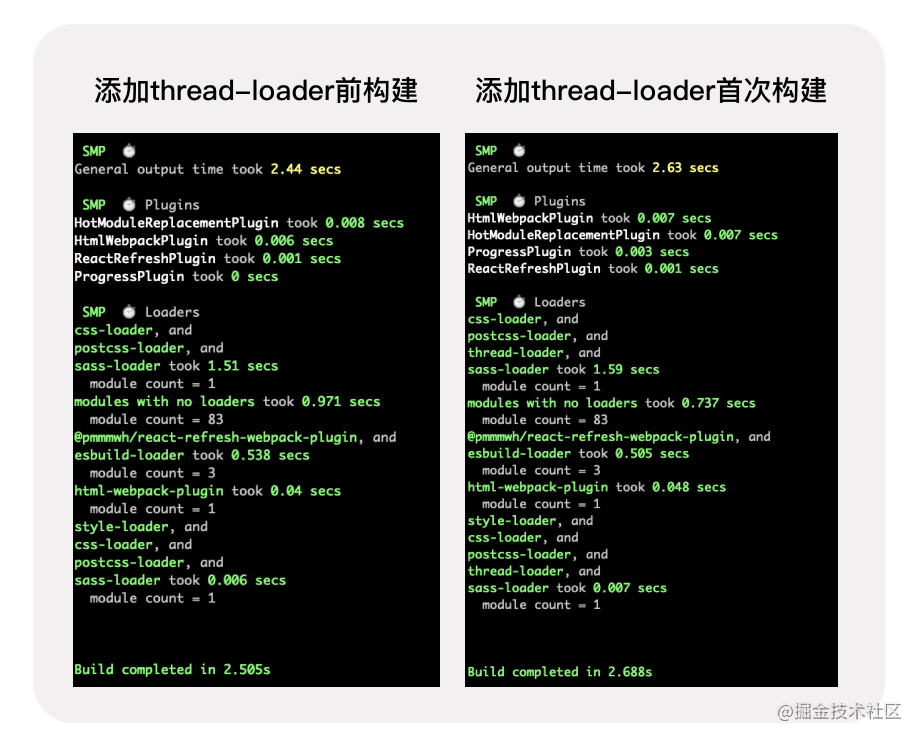 添加thread-loader前构建
SMP ⏱
General output time took 2.44 secs
SMP ⏱ Plugins
HotModuleReplacementPlugin took 0.008 secs
HtmlWebpackPlugin took 0.006 secs
ReactRefreshPlugin took 0.001 secs
ProgressPlugin took 0 secs
SMP ⏱ Loaders
css-loader, and
postcss-loader, and
sass-loader took 1.51 secs
module count = 1
modules with no loaders took 0.971 secs
module count = 83
@pmmmwh/react-refresh-webpack-plugin, and
esbuild-loader took 0.538 secs
module count = 3
html-webpack-plugin took 0.04 secs
module count = 1
style-loader, and
css-loader, and
postcss-loader, and
sass-loader took 0.006 secs
module count = 1
Build completed in 2.505s
添加thread-loader首次构建
SMP ⏱
General output time took 2.63 secs
SMP ⏱ Plugins
HtmlWebpackPlugin took 0.007 secs
HotModuleReplacementPlugin took 0.007 secs
ProgressPlugin took 0.003 secs
ReactRefreshPlugin took 0.001 secs
SMP ⏱ Loaders
css-loader, and
postcss-loader, and
thread-loader, and
sass-loader took 1.59 secs
module count = 1
modules with no loaders took 0.737 secs
module count = 83
@pmmmwh/react-refresh-webpack-plugin, and
esbuild-loader took 0.505 secs
module count = 3
html-webpack-plugin took 0.048 secs
module count = 1
style-loader, and
css-loader, and
postcss-loader, and
thread-loader, and
sass-loader took 0.007 secs
module count = 1
Build completed in 2.688s
@掘金技术社区